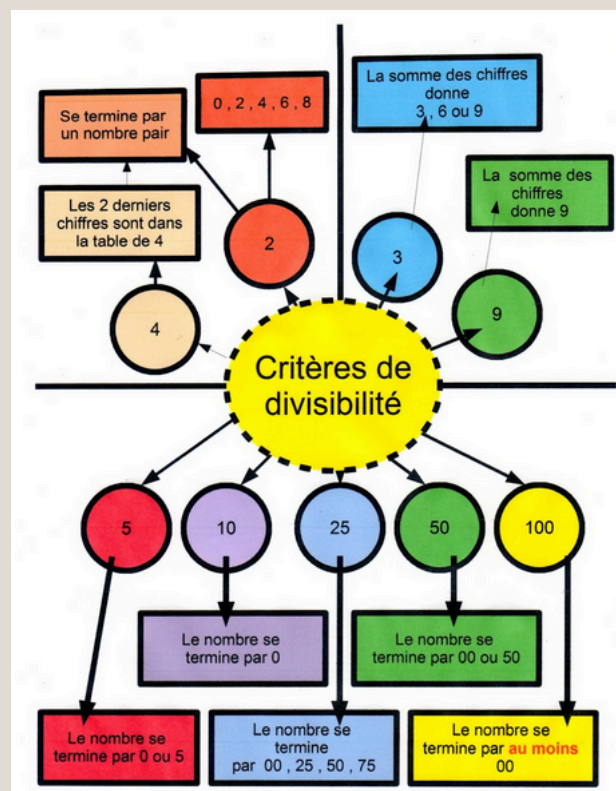 La somme des chiffres
donne
3 , 6 ou 9
0 , 2 , 4 , 6 , 8
Se termine par
un nombre pair
La somme des
chiffres
donne 9
Les 2 derniers
chiffres sont dans
la table de 4
2
3
4
9
Critères de
divisibilité
5
10
25
50
100
Le nombre se
termine par 0
Le nombre se
termine par 00 ou 50
Le nombre se
termine par 0 ou 5
Le nombre se
termine
par 00 , 25 , 50 , 75
Le nombre se
termine par au moins
00